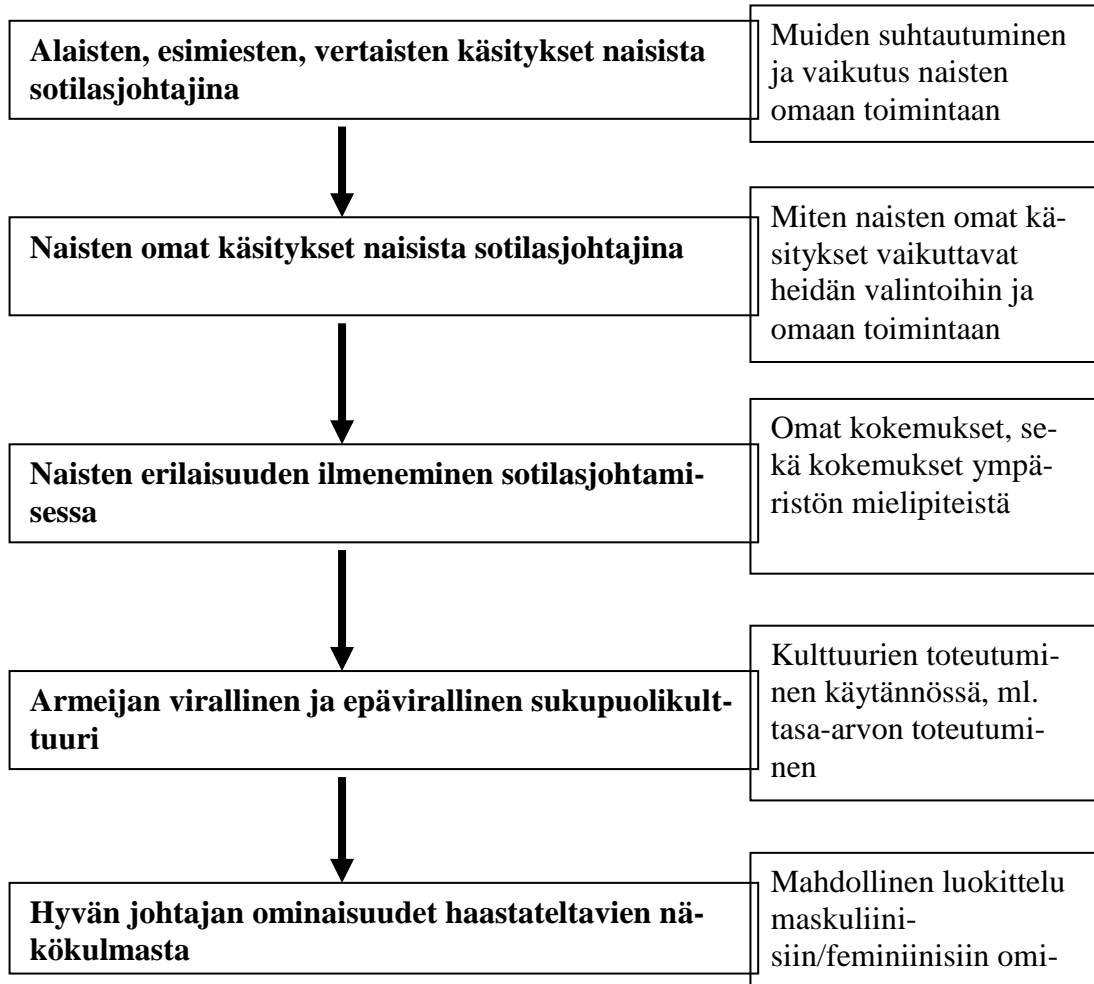 Alaisten, esimiesten, vertaisten käsitykset naisista
sotilasjohtajina
Muiden suhtautuminen
ja vaikutus naisten
omaan toimintaan
Naisten omat käsitykset naisista sotilasjohtajina
Miten naisten omat kä-
sitykset vaikuttavat
heidän valintoihin ja
omaan toimintaan
Naisten erilaisuuden ilmeneminen sotilasjohtami-
sessa
Omat kokemukset, se-
kä kokemukset ympä-
ristön mielipiteistä
Armeijan virallinen ja epävirallinen sukupuolikult-
tuuri
Kulttuurien toteutumi-
nen käytännössä, ml.
tasa-arvon toteutumi-
nen
Hyvän johtajan ominaisuudet haastateltavien nä-
kökulmasta
Mahdollinen luokittelu
maskuliini-
siin/feminiinisiin omi-